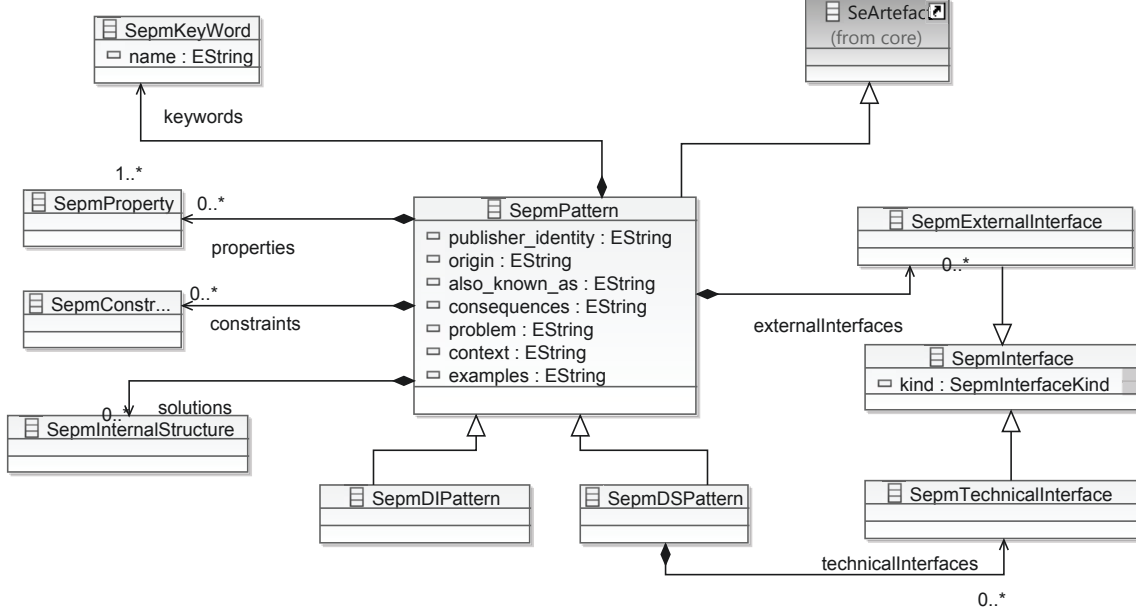 SepmKeyWord
name : EString
SeArtefac
(from core)
keywords
1..*
SepmProperty
0..*
properties
SepmPattern
publisher_identity : EString
origin : EString
also_known_as : EString
consequences : EString
problem : EString
context : EString
examples : EString
SepmExternalInterface
0..*
externalInterfaces
SepmConstr...
0..*
constraints
SepmInterface
kind : SepmInterfaceKind
0..*
solutions
SepmInternalStructure
SepmDIPattern
SepmDSPattern
SepmTechnicalInterface
technicalInterfaces
0..*